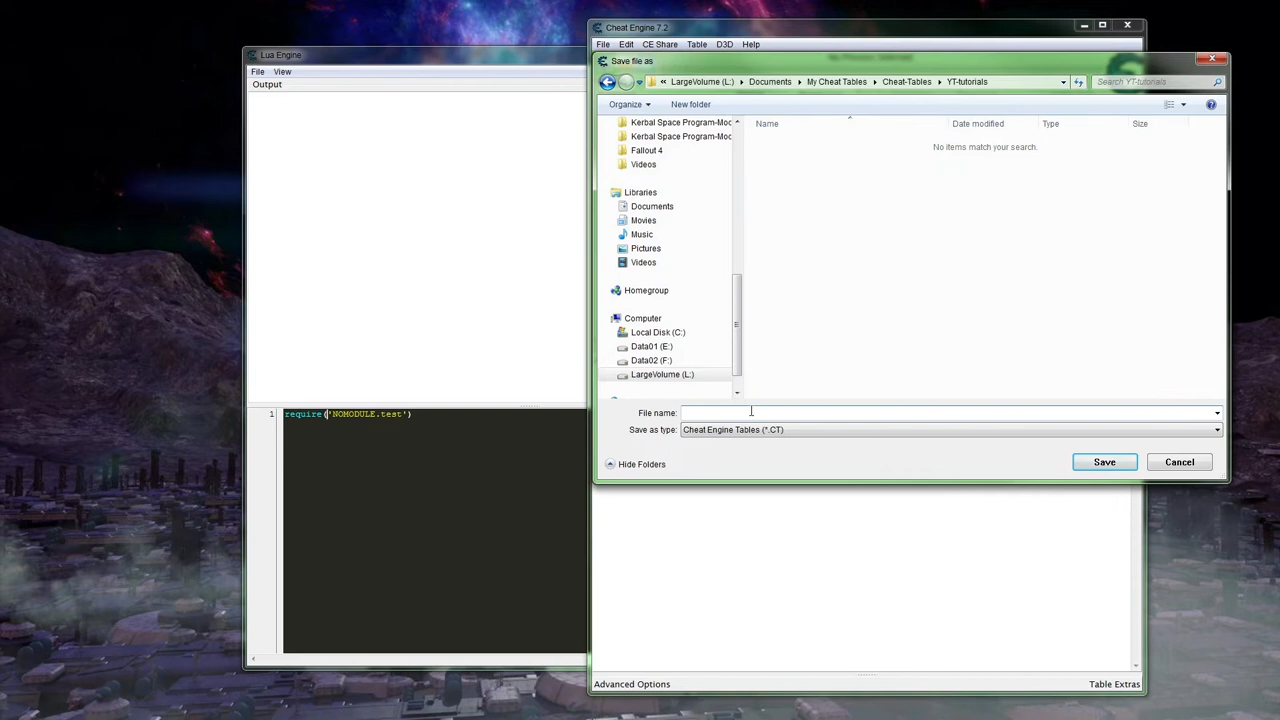 Cheat Engine 7.2
File Edit CE Share Table D3D Help
Lua Engine
File View
Output
1 require('NOMODULE.test')
Save file as
« LargeVolume (L:) Documents My Cheat Tables Cheat-Tables YT-tutorials
Search YT-tutorials
Organize New folder
Name Date modified Type Size
No items match your search.
Kerbal Space Program-Moc
Kerbal Space Program-Moc
Fallout 4
Videos
Libraries
Documents
Movies
Music
Pictures
Videos
Homegroup
Computer
Local Disk (C:)
Data01 (E:)
Data02 (F:)
LargeVolume (L:)
File name:
Save as type: Cheat Engine Tables (*.CT)
Hide Folders
Save
Cancel
Advanced Options
Table Extras